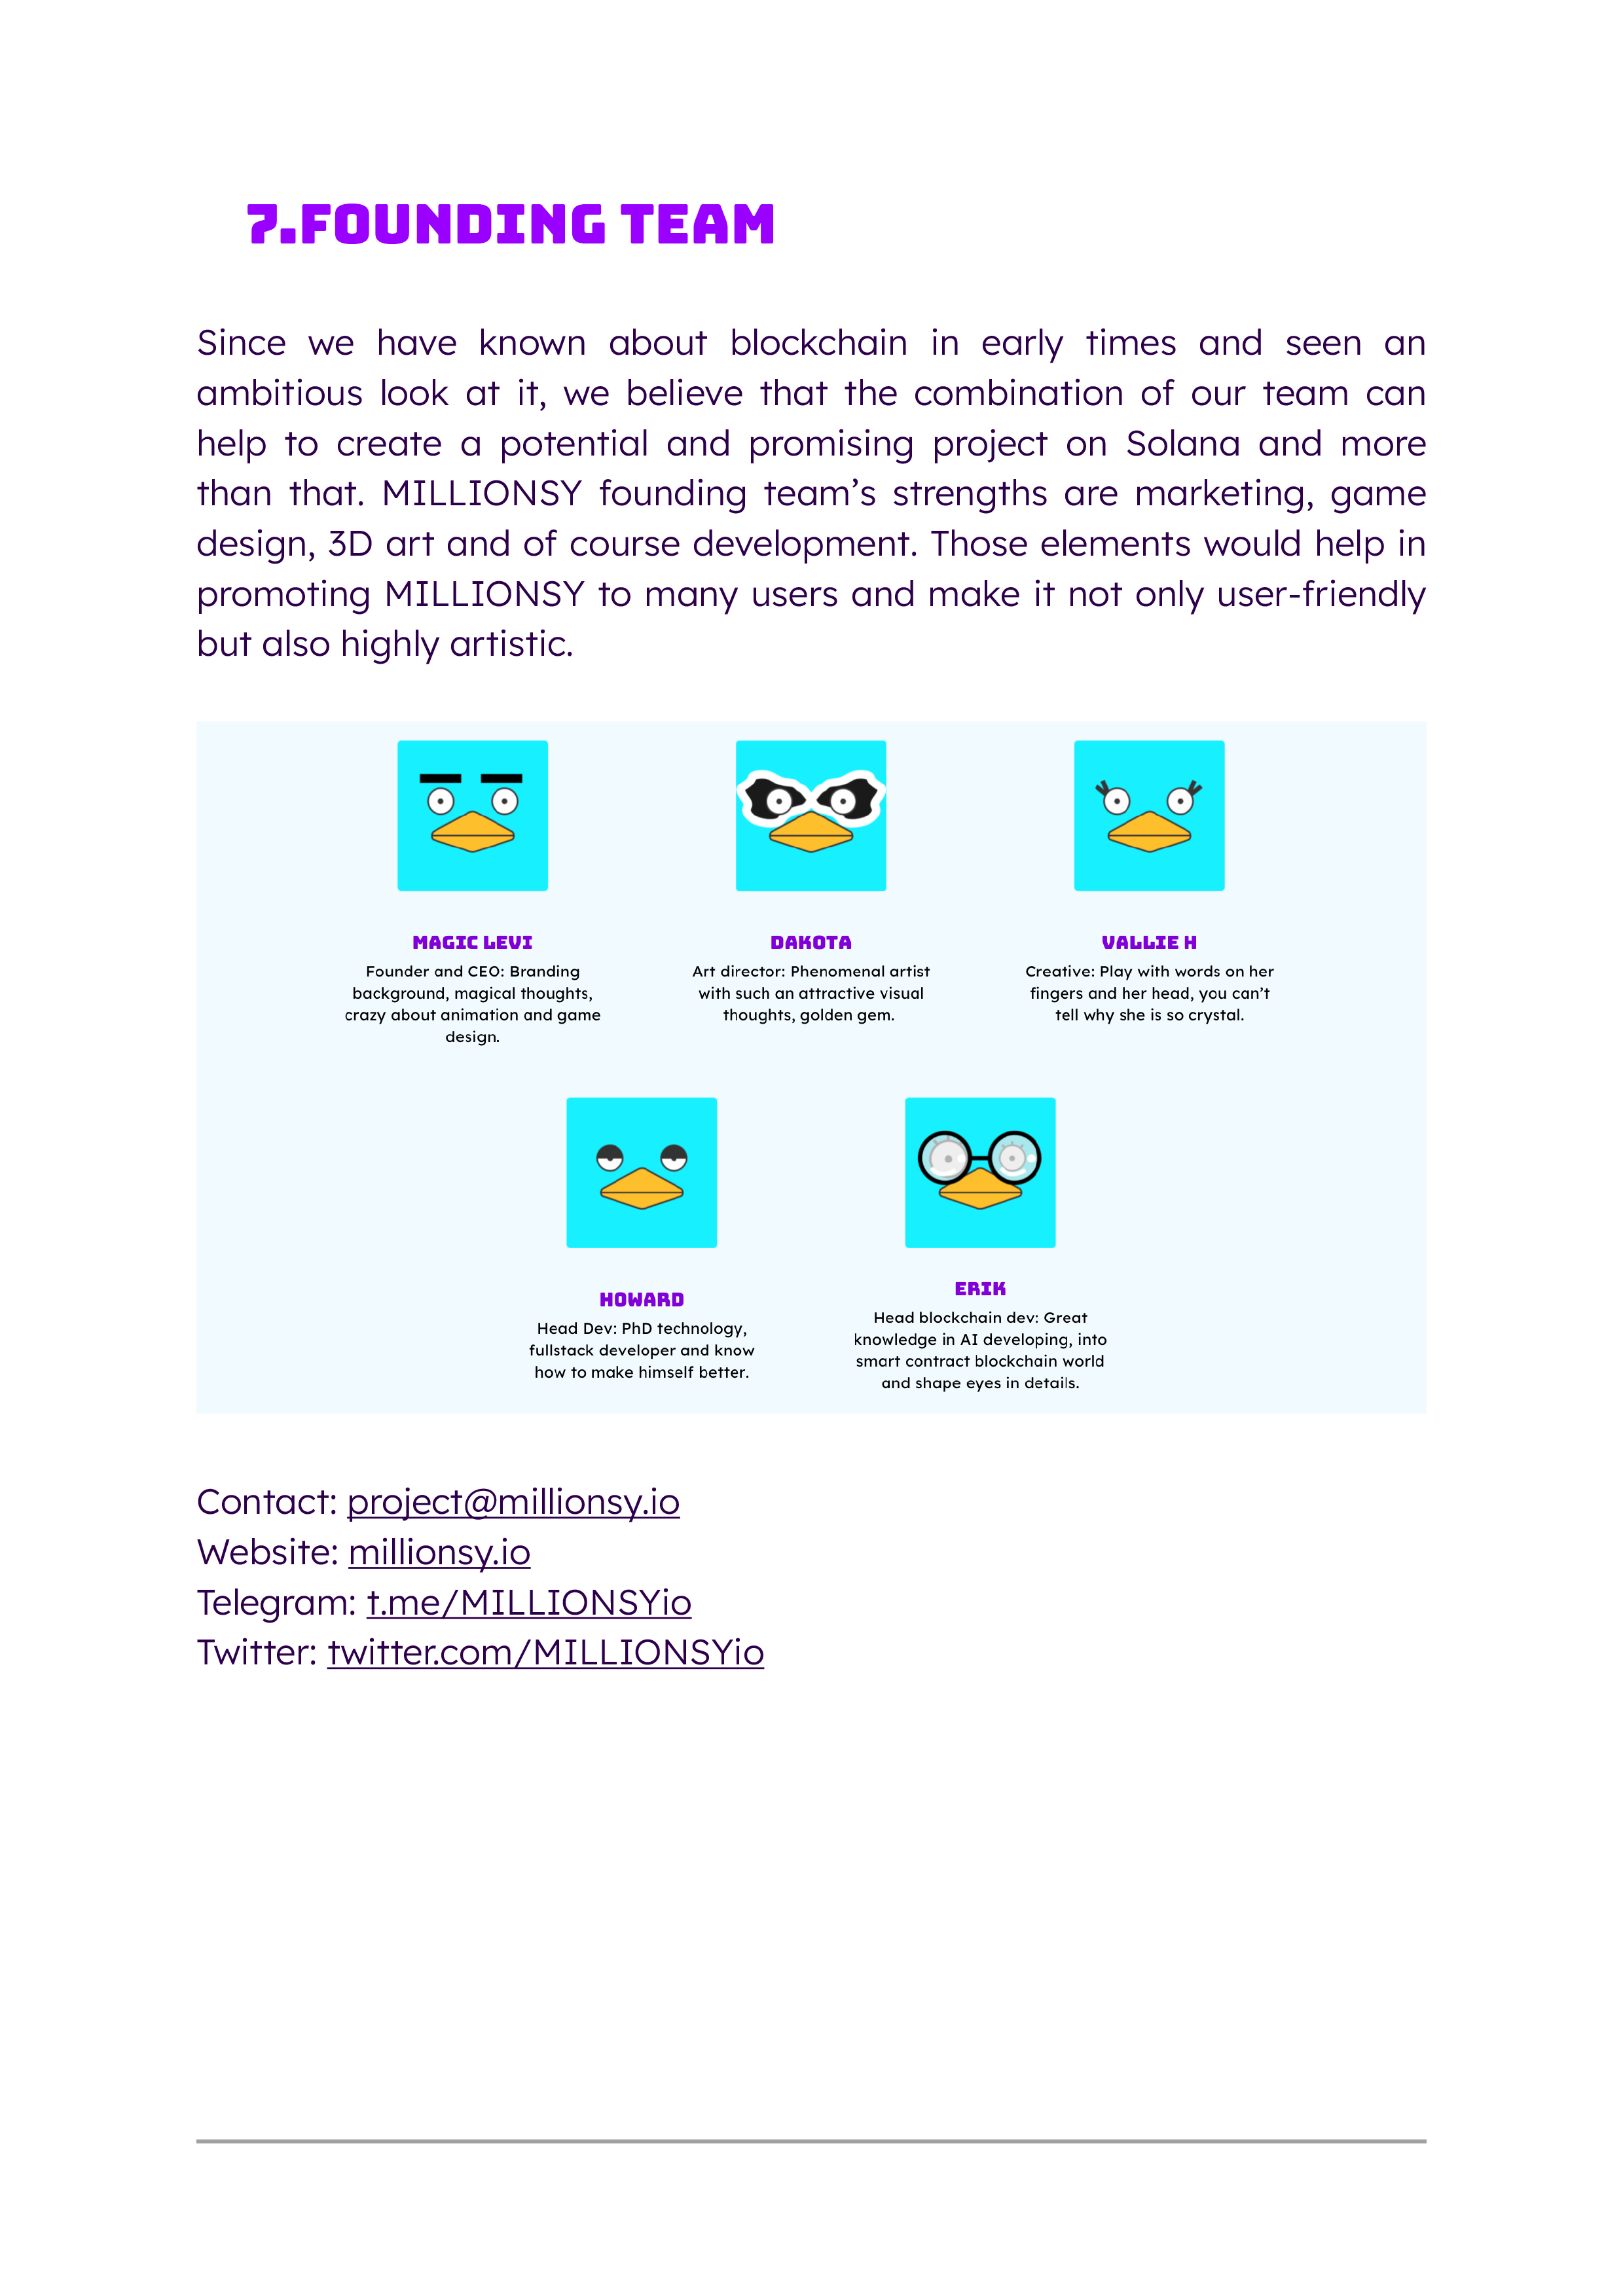 7.FOUNDING TEAM
Since we have known about blockchain in early times and seen an
ambitious look at it, we believe that the combination of our team can
help to create a potential and promising project on Solana and more
than that. MILLIONSY founding team’s strengths are marketing, game
design, 3D art and of course development. Those elements would help in
promoting MILLIONSY to many users and make it not only user-friendly
but also highly artistic.
MAGIC LEVI
Founder and CEO: Branding
background, magical thoughts,
crazy about animation and game
design.
DAKOTA
Art director: Phenomenal artist
with such an attractive visual
thoughts, golden gem.
VALLIE H
Creative: Play with words on her
fingers and her head, you can’t
tell why she is so crystal.
HOWARD
Head Dev: PhD technology,
fullstack developer and know
how to make himself better.
ERIK
Head blockchain dev: Great
knowledge in AI developing, into
smart contract blockchain world
and shape eyes in details.
Contact: project@millionsy.io
Website: millionsy.io
Telegram: t.me/MILLIONSYio
Twitter: twitter.com/MILLIONSYio